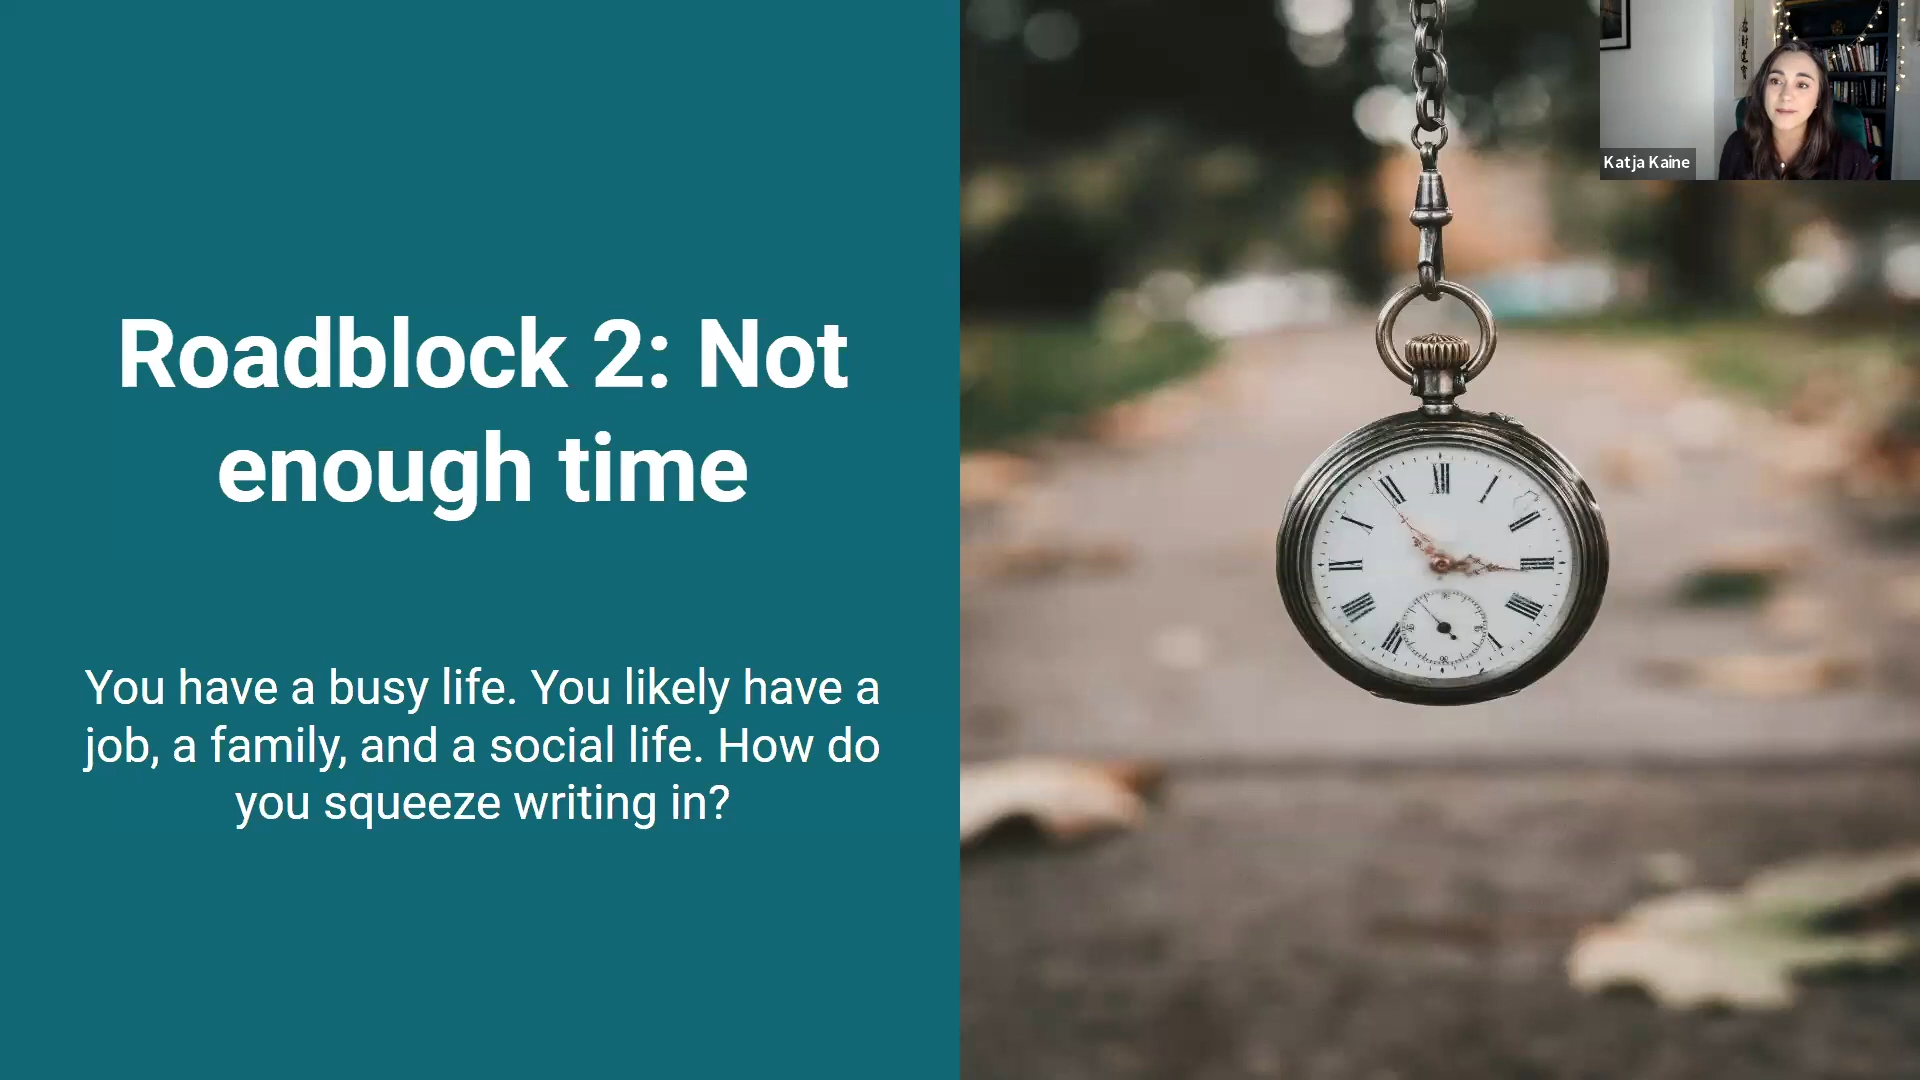 Roadblock 2: Not
enough time
You have a busy life. You likely have a
job, a family, and a social life. How do
you squeeze writing in?
Katja Kaine